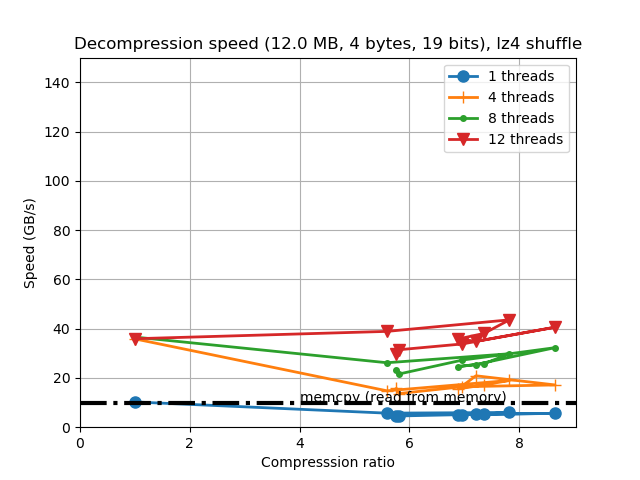 Decompression speed (12.0 MB, 4 bytes, 19 bits), lz4 shuffle
1 threads
4 threads
8 threads
12 threads
140
120
100
80
60
40
20
0
Speed (GB/s)
memcpy (read from memory)
0
2
4
6
8
Compresssion ratio